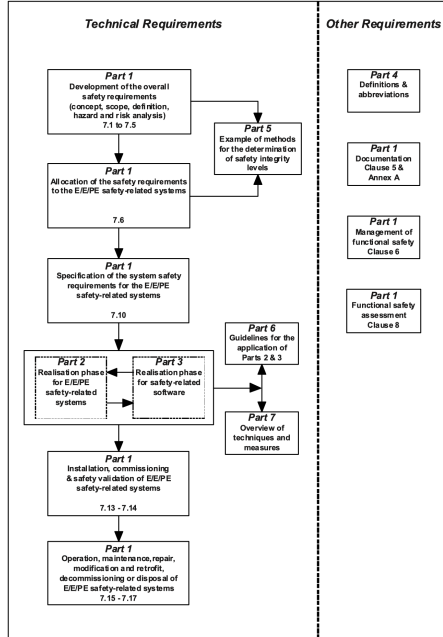 Technical Requirements
Other Requirements
Part 1
Development of the overall
safety requirements
(concept, scope, definition,
hazard and risk analysis)
7.1 to 7.5
Part 5
Example of methods
for the determination
of safety integrity
levels
Part 1
Allocation of the safety requirements
to the E/E/PE safety-related systems
7.6
Part 1
Specification of the system safety
requirements for the E/E/PE
safety-related systems
7.10
Part 2
Realisation phase
for E/E/PE
safety-related
systems
Part 3
Realisation phase
for safety-related
software
Part 6
Guidelines for the
application of
Parts 2 & 3
Part 7
Overview of
techniques and
measures
Part 1
Installation, commissioning
& safety validation of E/E/PE
safety-related systems
7.13 - 7.14
Part 1
Operation, maintenance,repair,
modification and retrofit,
decommissioning or disposal of
E/E/PE safety-related systems
7.15 - 7.17
Part 4
Definitions &
abbreviations
Part 1
Documentation
Clause 5 &
Annex A
Part 1
Management of
functional safety
Clause 6
Part 1
Functional safety
assessment
Clause 8